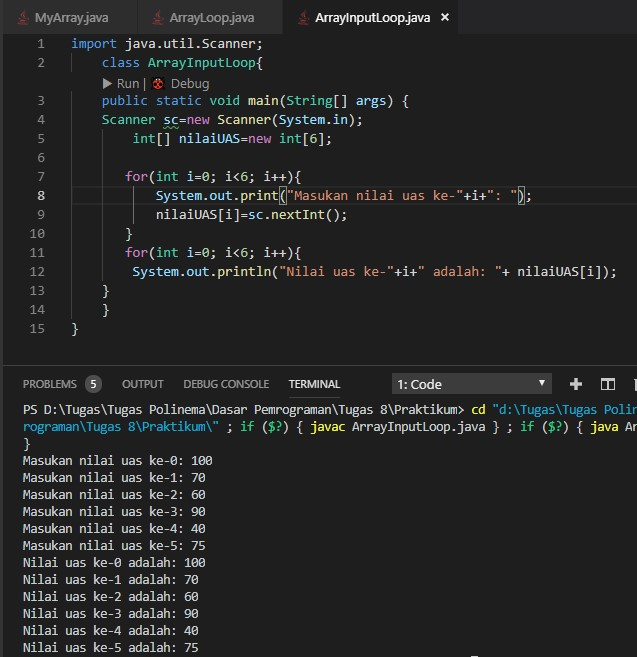 MyArray.java ArrayLoop.java ArrayInputLoop.java ×
1 import java.util.Scanner;
2 class ArrayInputLoop{
▶ Run | Debug
3 public static void main(String[] args) {
4 Scanner sc=new Scanner(System.in);
5 int[] nilaiUAS=new int[6];
6
7 for(int i=0; i<6; i++){
8 System.out.print("Masukan nilai uas ke-"+i+": ");
9 nilaiUAS[i]=sc.nextInt();
10 }
11 for(int i=0; i<6; i++){
12 System.out.println("Nilai uas ke-"+i+" adalah: "+ nilaiUAS[i]);
13 }
14 }
15 }
PROBLEMS 5 OUTPUT DEBUG CONSOLE TERMINAL 1: Code
PS D:\Tugas\Tugas Polinema\Dasar Pemrograman\Tugas 8\Praktikum> cd "d:\Tugas\Tugas Polin
rograman\Tugas 8\Praktikum\" ; if ($?) { javac ArrayInputLoop.java } ; if ($?) { java Ar
}
Masukan nilai uas ke-0: 100
Masukan nilai uas ke-1: 70
Masukan nilai uas ke-2: 60
Masukan nilai uas ke-3: 90
Masukan nilai uas ke-4: 40
Masukan nilai uas ke-5: 75
Nilai uas ke-0 adalah: 100
Nilai uas ke-1 adalah: 70
Nilai uas ke-2 adalah: 60
Nilai uas ke-3 adalah: 90
Nilai uas ke-4 adalah: 40
Nilai uas ke-5 adalah: 75